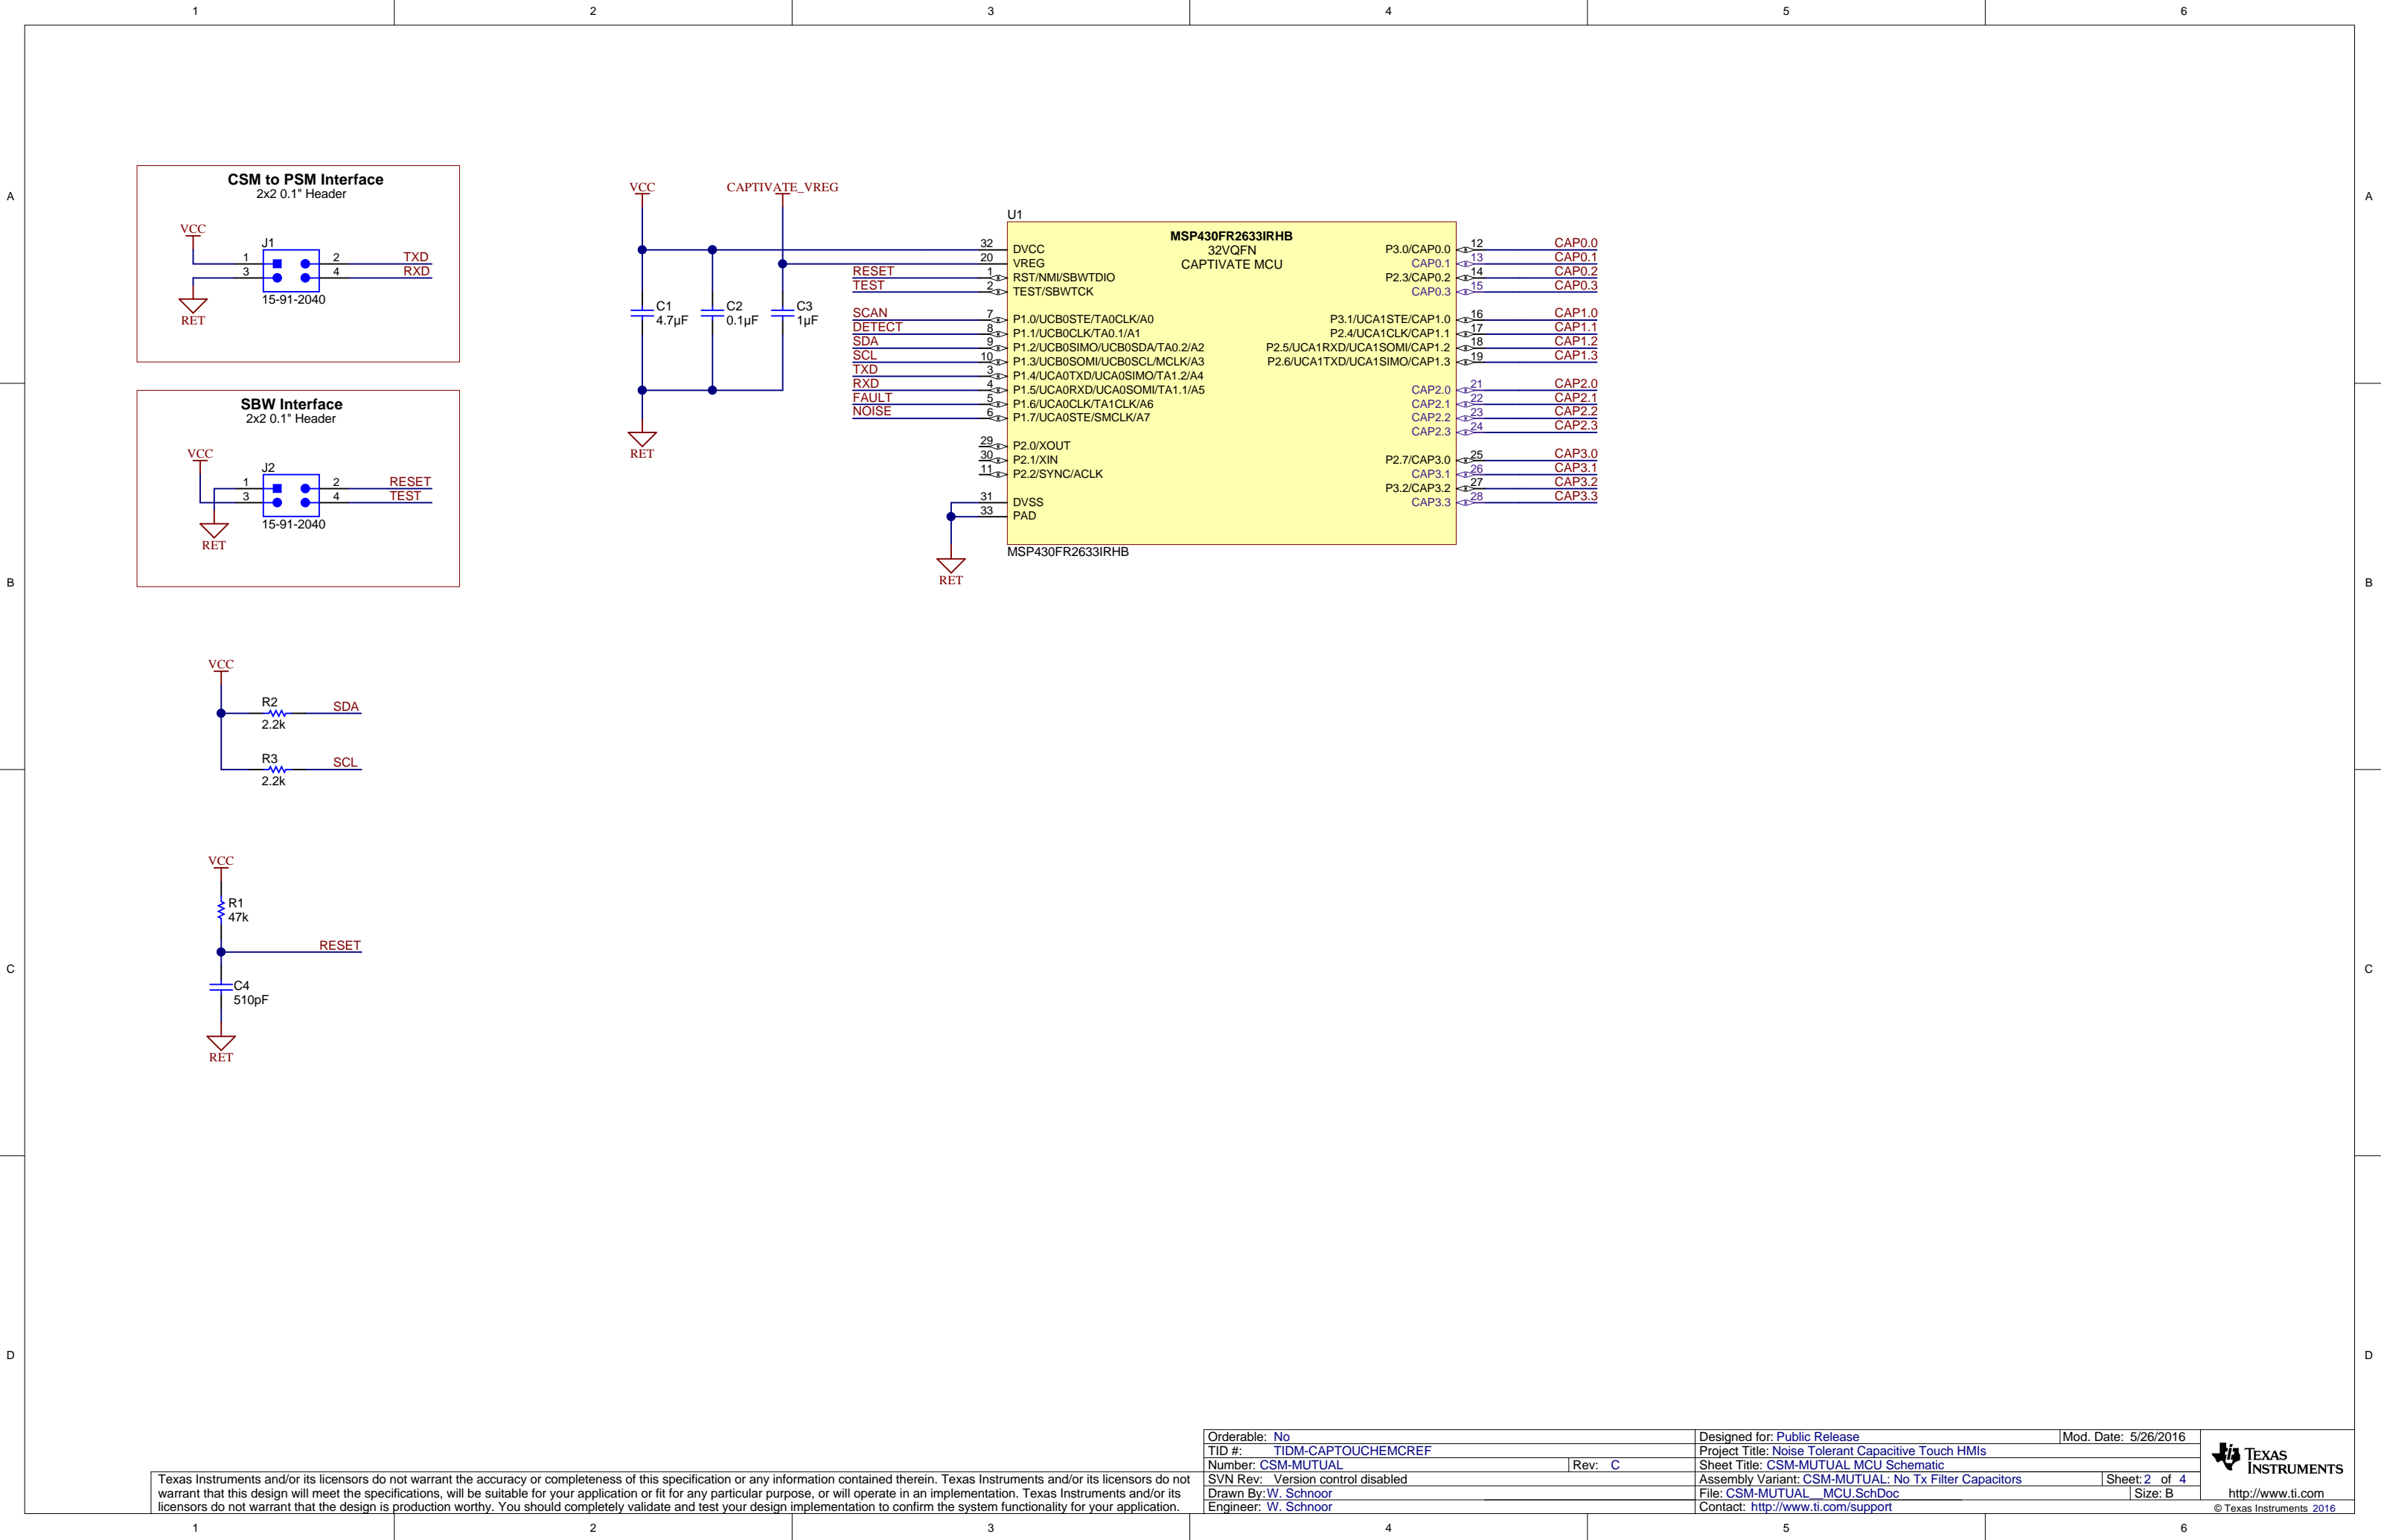 1 2 3 4 5 6
A A
B B
C C
D D
CSM to PSM Interface
2x2 0.1" Header
VCC
J1
1 2 TXD
3 4 RXD
15-91-2040
RET
SBW Interface
2x2 0.1" Header
VCC
J2
1 2 RESET
3 4 TEST
15-91-2040
RET
VCC
R2
SDA
2.2k
R3
SCL
2.2k
VCC
R1
47k
RESET
C4
510pF
RET
VCC CAPTIVATE_VREG
C1
4.7µF
C2
0.1µF
C3
1µF
RET
U1
MSP430FR2633IRHB
32VQFN
CAPTIVATE MCU
32 DVCC
20 VREG
RESET 1 RST/NMI/SBWTDIO
TEST 2 TEST/SBWTCK
SCAN 7 P1.0/UCB0STE/TA0CLK/A0
DETECT 8 P1.1/UCB0CLK/TA0.1/A1
SDA 9 P1.2/UCB0SIMO/UCB0SDA/TA0.2/A2
SCL 10 P1.3/UCB0SOMI/UCB0SCL/MCLK/A3
TXD 3 P1.4/UCA0TXD/UCA0SIMO/TA1.2/A4
RXD 4 P1.5/UCA0RXD/UCA0SOMI/TA1.1/A5
FAULT 5 P1.6/UCA0CLK/TA1CLK/A6
NOISE 6 P1.7/UCA0STE/SMCLK/A7
29 P2.0/XOUT
30 P2.1/XIN
11 P2.2/SYNC/ACLK
31 DVSS
33 PAD
RET
P3.0/CAP0.0 12 CAP0.0
CAP0.1 13 CAP0.1
P2.3/CAP0.2 14 CAP0.2
CAP0.3 15 CAP0.3
P3.1/UCA1STE/CAP1.0 16 CAP1.0
P2.4/UCA1CLK/CAP1.1 17 CAP1.1
P2.5/UCA1RXD/UCA1SOMI/CAP1.2 18 CAP1.2
P2.6/UCA1TXD/UCA1SIMO/CAP1.3 19 CAP1.3
CAP2.0 21 CAP2.0
CAP2.1 22 CAP2.1
CAP2.2 23 CAP2.2
CAP2.3 24 CAP2.3
P2.7/CAP3.0 25 CAP3.0
CAP3.1 26 CAP3.1
P3.2/CAP3.2 27 CAP3.2
CAP3.3 28 CAP3.3
MSP430FR2633IRHB
Texas Instruments and/or its licensors do not warrant the accuracy or completeness of this specification or any information contained therein. Texas Instruments and/or its licensors do not
warrant that this design will meet the specifications, will be suitable for your application or fit for any particular purpose, or will operate in an implementation. Texas Instruments and/or its
licensors do not warrant that the design is production worthy. You should completely validate and test your design implementation to confirm the system functionality for your application.
Orderable: No
TID #: TIDM-CAPTOUCHEMCREF
Number: CSM-MUTUAL Rev: C
SVN Rev: Version control disabled
Drawn By: W. Schnoor
Engineer: W. Schnoor
Designed for: Public Release Mod. Date: 5/26/2016
Project Title: Noise Tolerant Capacitive Touch HMIs
Sheet Title: CSM-MUTUAL MCU Schematic
Assembly Variant: CSM-MUTUAL: No Tx Filter Capacitors Sheet: 2 of 4
File: CSM-MUTUAL__MCU.SchDoc Size: B
Contact: http://www.ti.com/support
TEXAS
INSTRUMENTS
http://www.ti.com
© Texas Instruments 2016
1 2 3 4 5 6